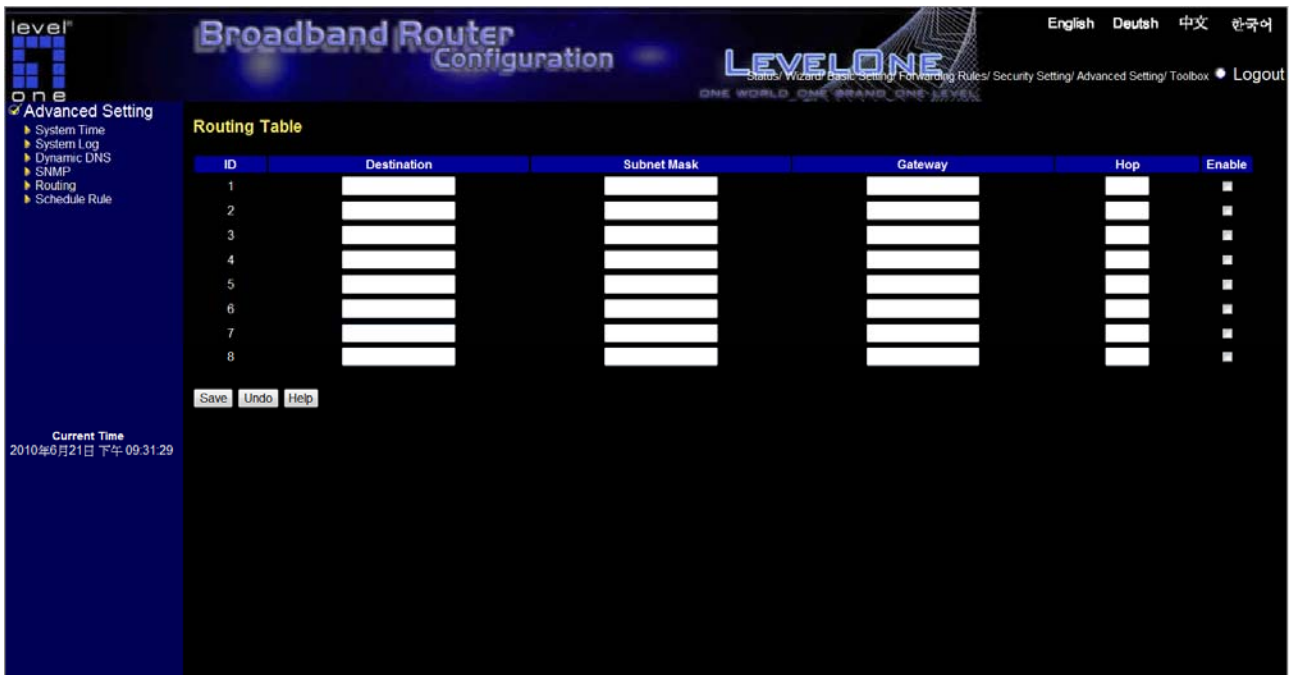 level®
one
Broadband Router
Configuration
LEVELONE
ONE WORLD_ONE BRAND_ONE LEVEL
English Deutsh 中文 한국어
Status/ Wizard/ Basic Setting/ Forwarding Rules/ Security Setting/ Advanced Setting/ Toolbox Logout
Advanced Setting
System Time
System Log
Dynamic DNS
SNMP
Routing
Schedule Rule
Current Time
2010年6月21日 下午 09:31:29
Routing Table
ID Destination Subnet Mask Gateway Hop Enable
1
2
3
4
5
6
7
8
Save Undo Help